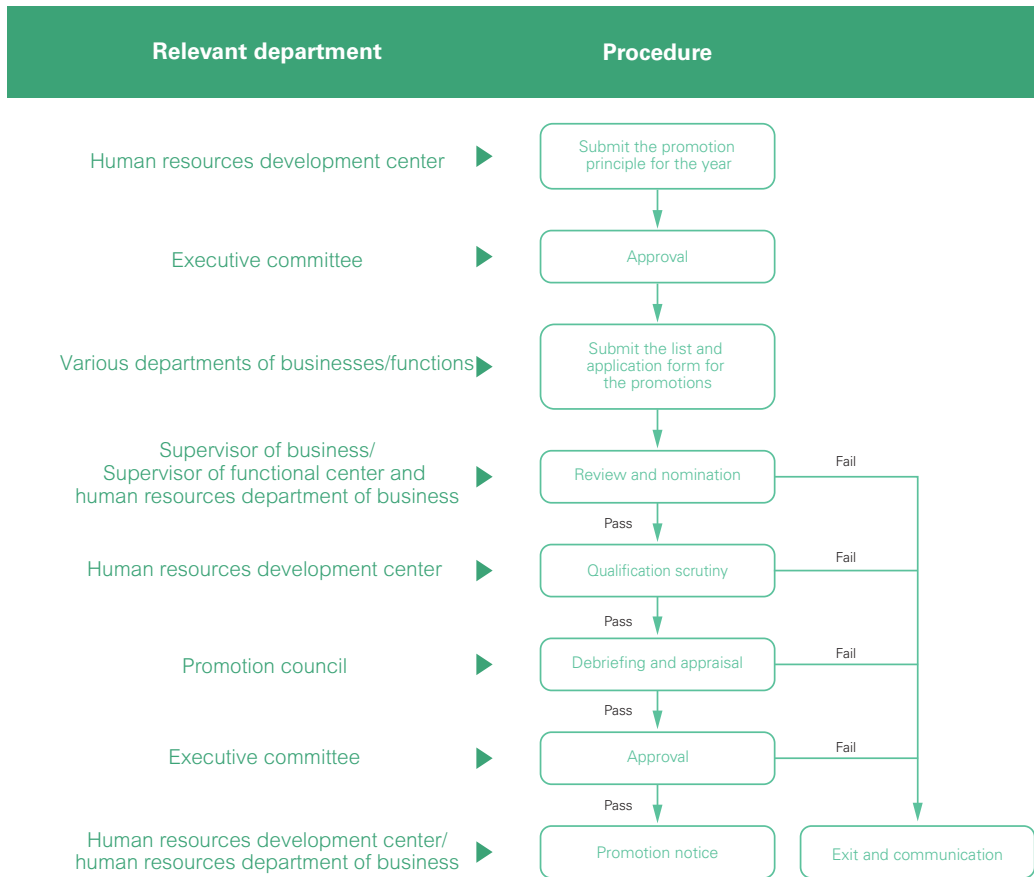 Relevant department
Procedure
Human resources development center
Submit the promotion
principle for the year
Executive committee
Approval
Various departments of businesses/functions
Submit the list and
application form for
the promotions
Supervisor of business/
Supervisor of functional center and
human resources department of business
Review and nomination
Fail
Pass
Human resources development center
Qualification scrutiny
Fail
Pass
Promotion council
Debriefing and appraisal
Fail
Pass
Executive committee
Approval
Fail
Pass
Human resources development center/
human resources department of business
Promotion notice
Exit and communication